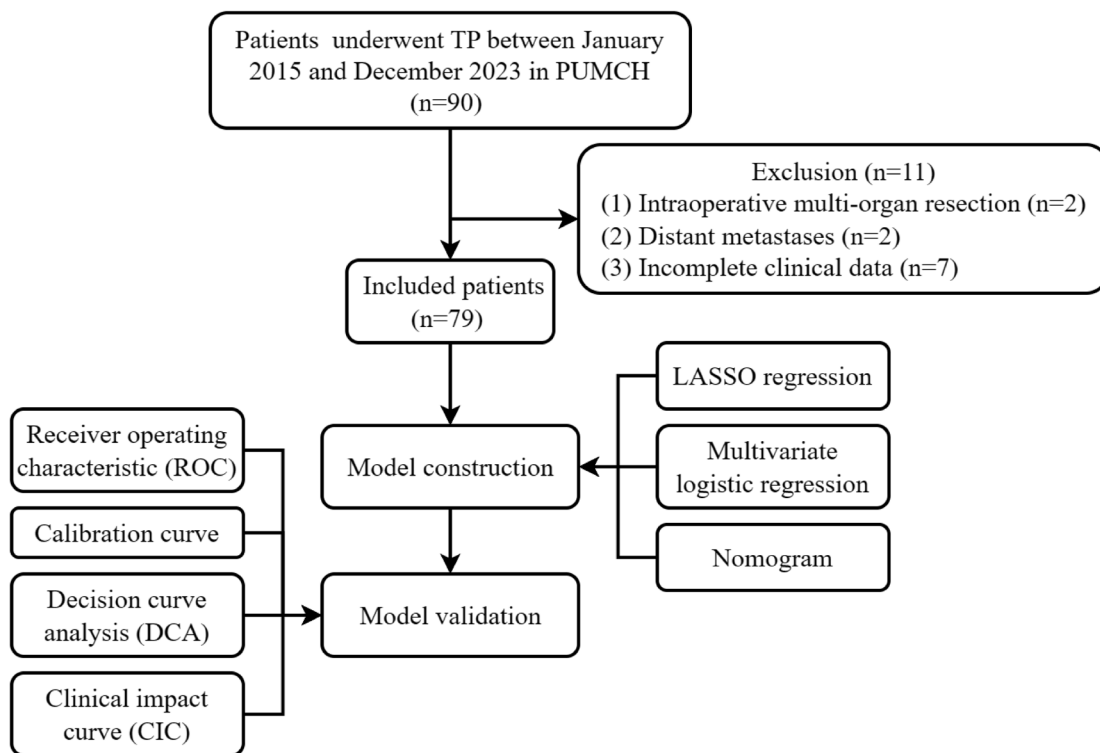 Patients underwent TP between January
2015 and December 2023 in PUMCH
(n=90)
Exclusion (n=11)
(1) Intraoperative multi-organ resection (n=2)
(2) Distant metastases (n=2)
(3) Incomplete clinical data (n=7)
Included patients
(n=79)
LASSO regression
Multivariate
logistic regression
Nomogram
Model construction
Receiver operating
characteristic (ROC)
Calibration curve
Decision curve
analysis (DCA)
Clinical impact
curve (CIC)
Model validation